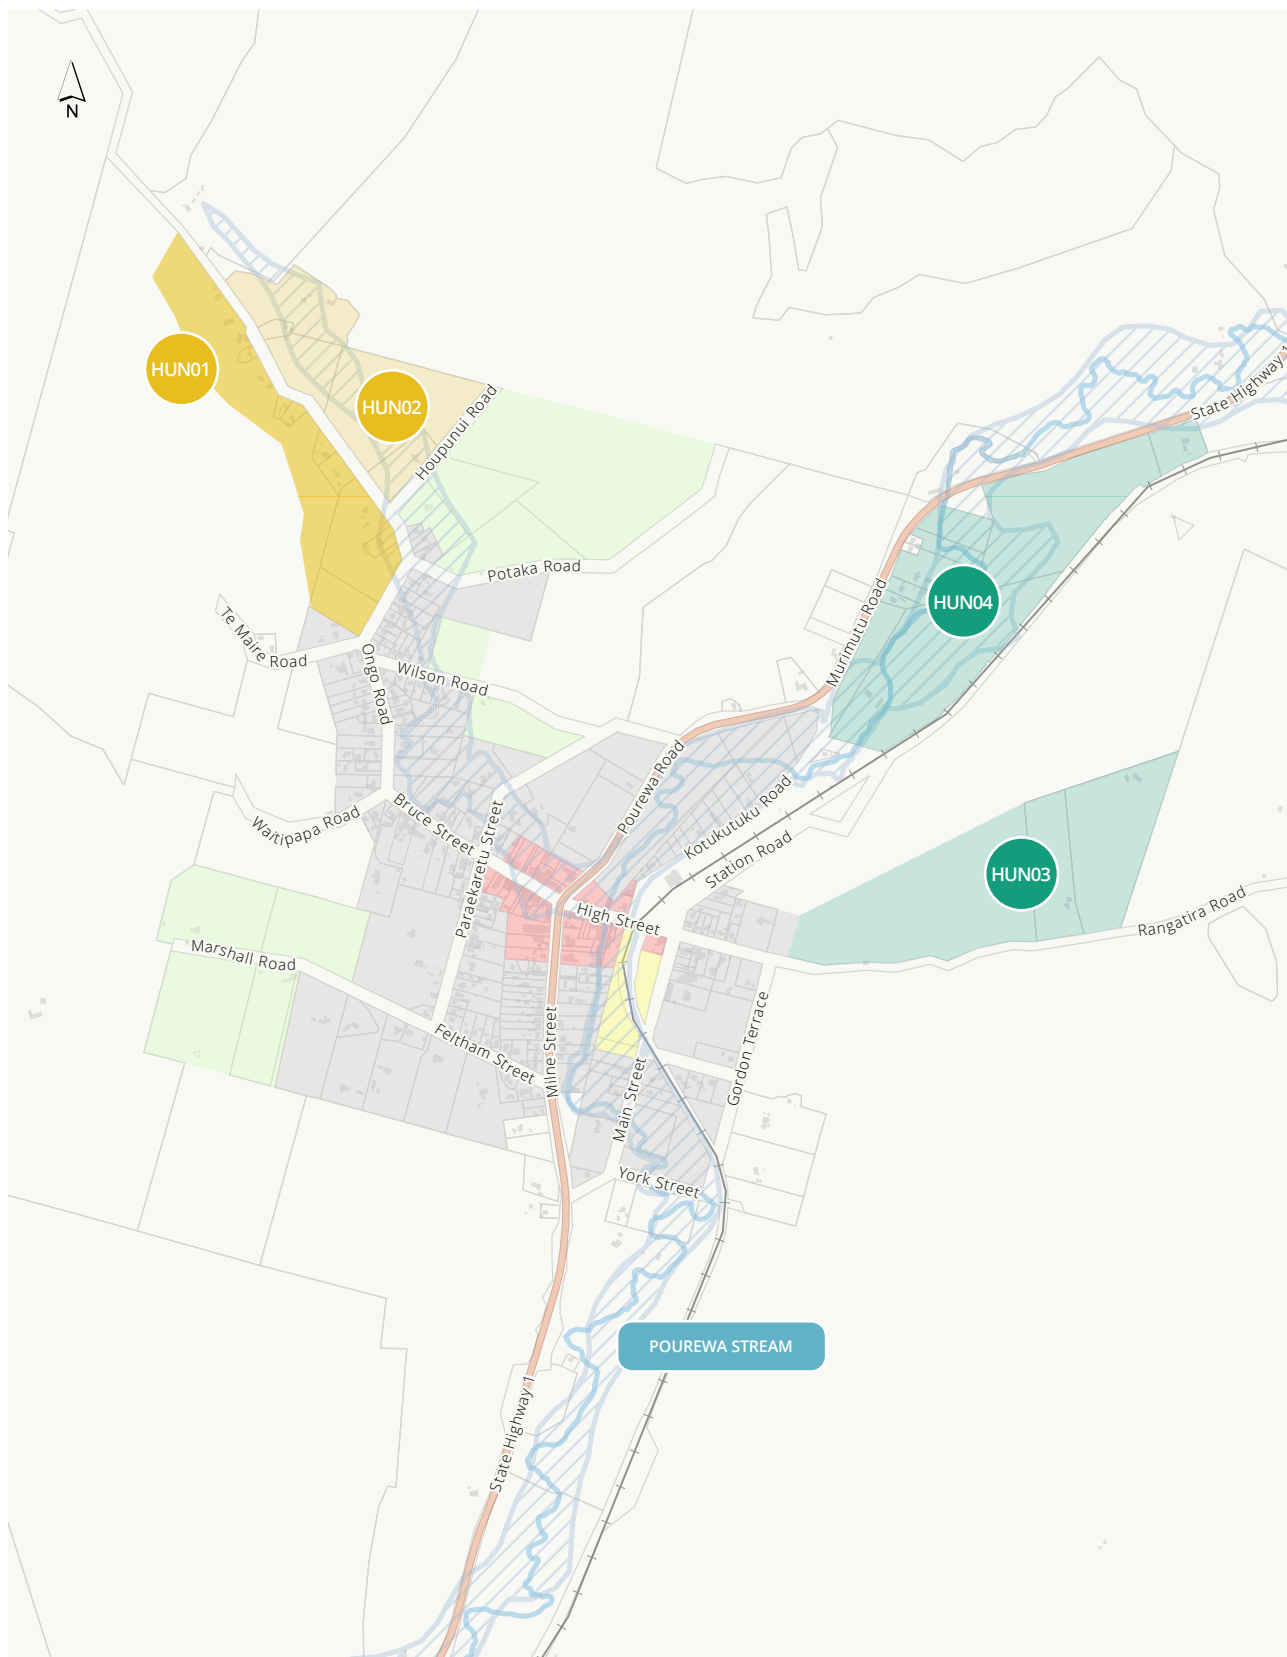 N
HUN01
HUN02
Houpunui Road
State Highway 1
Potaka Road
HUN04
Murimutu Road
Te Maire Road
Ongo Road
Wilson Road
Pourewa Road
Waitipapa Road
Bruce Street
Kotukutuku Road
Station Road
Paraekaretu Street
HUN03
High Street
Rangatira Road
Marshall Road
Milne Street
Feltham Street
Main Street
Gordon Terrace
York Street
POUREWA STREAM
State Highway 1